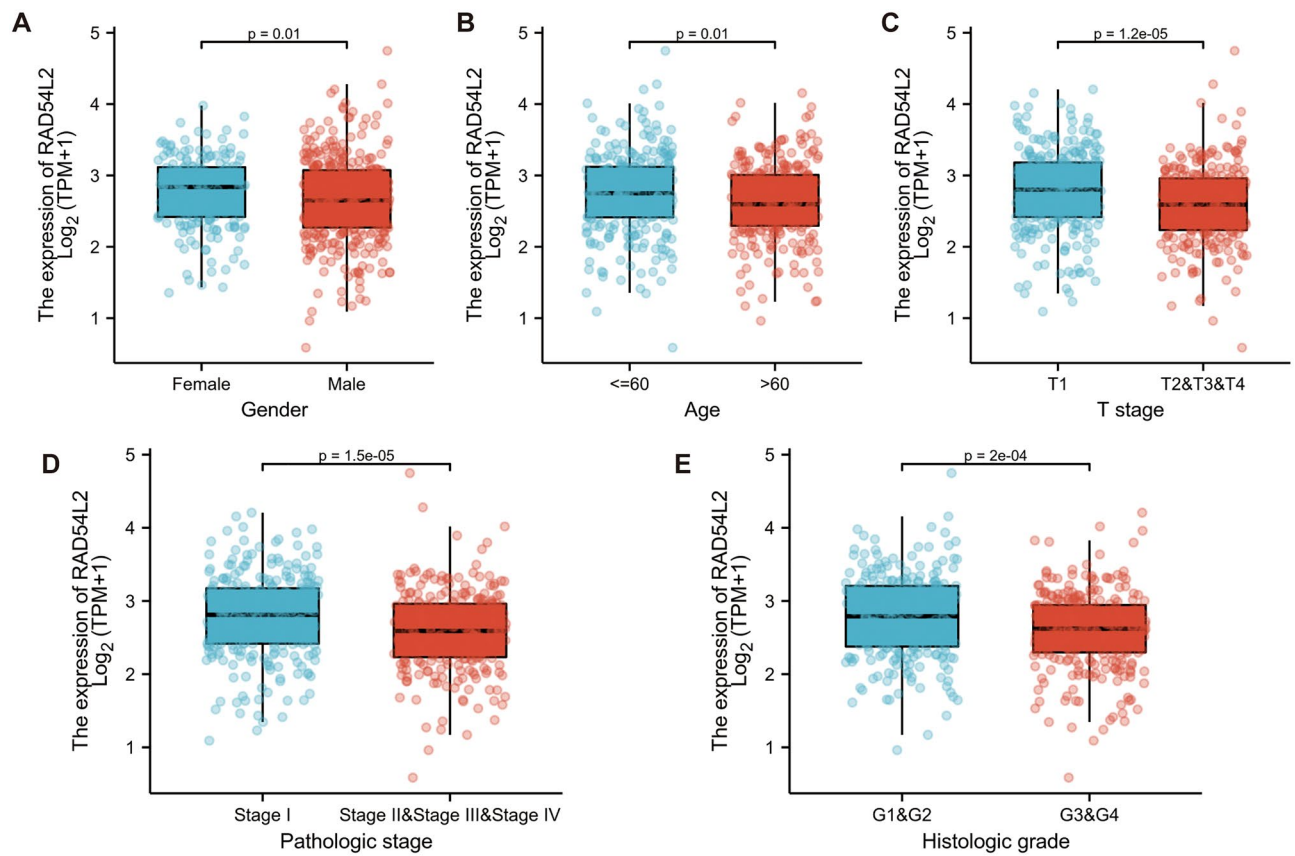 A
The expression of RAD54L2
Log2 (TPM+1)
5
4
3
2
1
p = 0.01
Female
Male
Gender
B
The expression of RAD54L2
Log2 (TPM+1)
5
4
3
2
1
p = 0.01
<=60
>60
Age
C
The expression of RAD54L2
Log2 (TPM+1)
5
4
3
2
1
p = 1.2e-05
T1
T2&T3&T4
T stage
D
The expression of RAD54L2
Log2 (TPM+1)
5
4
3
2
1
p = 1.5e-05
Stage I
Stage II&Stage III&Stage IV
Pathologic stage
E
The expression of RAD54L2
Log2 (TPM+1)
5
4
3
2
1
p = 2e-04
G1&G2
G3&G4
Histologic grade